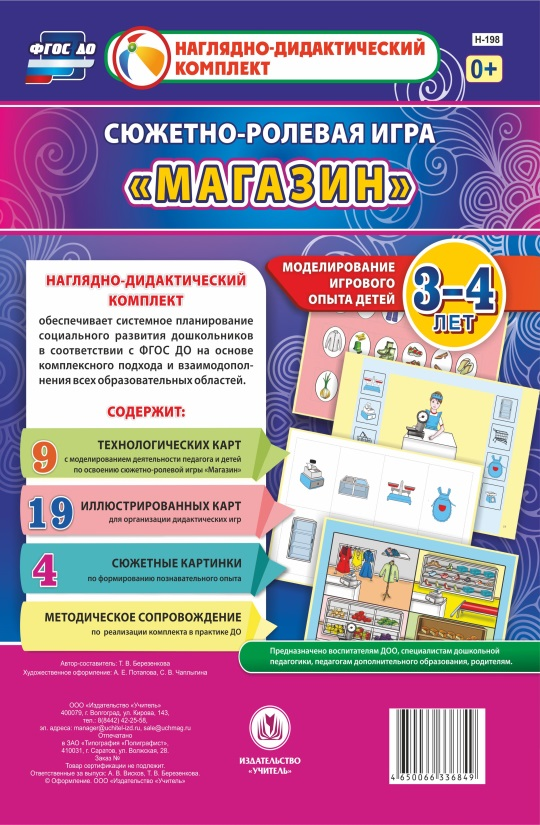 ФГОС ДО
НАГЛЯДНО-ДИДАКТИЧЕСКИЙ
КОМПЛЕКТ
Н-198
0+
СЮЖЕТНО-РОЛЕВАЯ ИГРА
«МАГАЗИН»
НАГЛЯДНО-ДИДАКТИЧЕСКИЙ
КОМПЛЕКТ
обеспечивает системное планирование
социального развития дошкольников
в соответствии с ФГОС ДО на основе
комплексного подхода и взаимодопол-
нения всех образовательных областей.
МОДЕЛИРОВАНИЕ
ИГРОВОГО
ОПЫТА ДЕТЕЙ
3–4
ЛЕТ
СОДЕРЖИТ:
9 ТЕХНОЛОГИЧЕСКИХ КАРТ
с моделированием деятельности педагога и детей
по освоению сюжетно-ролевой игры «Магазин»
19 ИЛЛЮСТРИРОВАННЫХ КАРТ
для организации дидактических игр
4 СЮЖЕТНЫЕ КАРТИНКИ
по формированию познавательного опыта
МЕТОДИЧЕСКОЕ СОПРОВОЖДЕНИЕ
по реализации комплекта в практике ДО
Предназначено воспитателям ДОО, специалистам дошкольной
педагогики, педагогам дополнительного образования, родителям.
Автор-составитель: Т. В. Березенкова
Художественное оформление: А. Е. Потапова, С. В. Чаплыгина
ООО «Издательство «Учитель»
400079, г. Волгоград, ул. Кирова, 143,
тел.: 8(8442) 42-25-58,
эл. адреса: manager@uchitel-izd.ru, sale@uchmag.ru
Отпечатано
в ЗАО «Типография «Полиграфист»,
410031, г. Саратов, ул. Волжская, 28.
Заказ №
Товар сертификации не подлежит.
Ответственные за выпуск: А. В. Висков, Т. В. Березенкова.
© Оформление. ООО «Издательство «Учитель»
ИЗДАТЕЛЬСТВО
«УЧИТЕЛЬ»
4 650066 336849